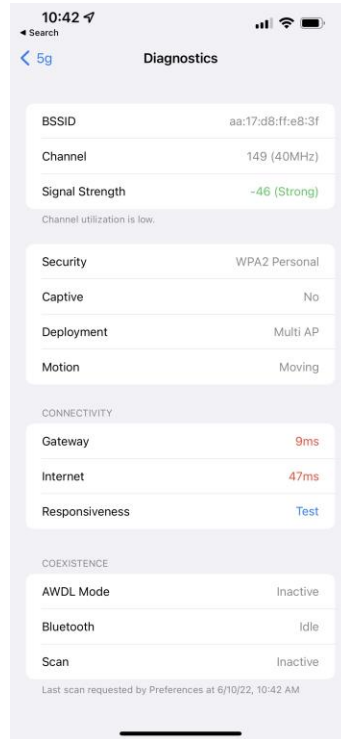 10:42
Search
5g
Diagnostics
BSSID aa:17:d8:ff:e8:3f
Channel 149 (40MHz)
Signal Strength -46 (Strong)
Channel utilization is low.
Security WPA2 Personal
Captive No
Deployment Multi AP
Motion Moving
CONNECTIVITY
Gateway 9ms
Internet 47ms
Responsiveness Test
COEXISTENCE
AWDL Mode Inactive
Bluetooth Idle
Scan Inactive
Last scan requested by Preferences at 6/10/22, 10:42 AM